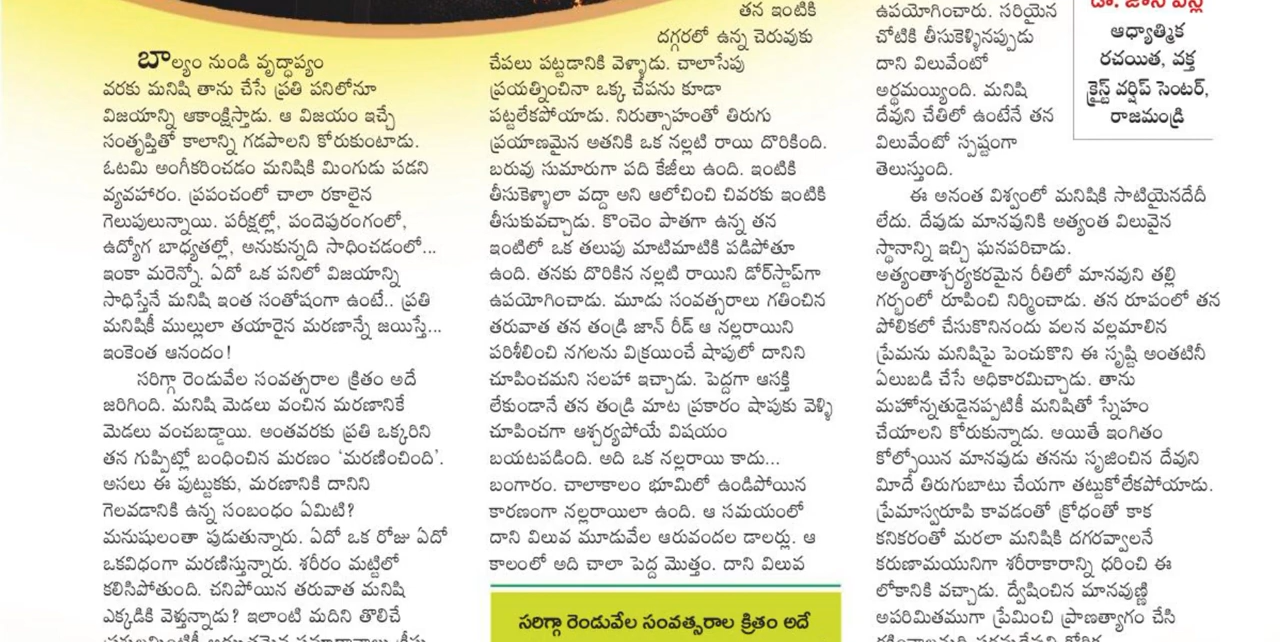 బాల్యం నుండి వృద్ధాప్యం
వరకు మనిషి తాను చేసే ప్రతి పనిలోనూ
విజయాన్ని ఆకాంక్షిస్తాడు. ఆ విజయం ఇచ్చే
సంతృప్తితో కాలాన్ని గడపాలని కోరుకుంటాడు.
ఓటమి అంగీకరించడం మనిషికి మింగుడు పడని
వ్యవహారం. ప్రపంచంలో చాలా రకాలైన
గెలుపులున్నాయి. పరీక్షల్లో, పందెపురంగంలో,
ఉద్యోగ బాధ్యతల్లో, అనుకున్నది సాధించడంలో...
ఇంకా మరెన్నో. ఏదో ఒక పనిలో విజయాన్ని
సాధిస్తేనే మనిషి ఇంత సంతోషంగా ఉంటే.. ప్రతి
మనిషికీ ముల్లులా తయారైన మరణాన్నే జయిస్తే...
ఇంకెంత ఆనందం!
సరిగ్గా రెండువేల సంవత్సరాల క్రితం అదే
జరిగింది. మనిషి మెడలు వంచిన మరణానికే
మెడలు వంచబడ్డాయి. అంతవరకు ప్రతి ఒక్కరిని
తన గుప్పిట్లో బంధించిన మరణం ‘మరణించింది’.
అసలు ఈ పుట్టుకకు, మరణానికి దానిని
గెలవడానికి ఉన్న సంబంధం ఏమిటి?
మనుషులంతా పుడుతున్నారు. ఏదో ఒక రోజు ఏదో
ఒకవిధంగా మరణిస్తున్నారు. శరీరం మట్టిలో
కలిసిపోతుంది. చనిపోయిన తరువాత మనిషి
ఎక్కడికి వెళ్తున్నాడు? ఇలాంటి మదిని తొలిచే
తన ఇంటికి
దగ్గరలో ఉన్న చెరువుకు
చేపలు పట్టడానికి వెళ్ళాడు. చాలాసేపు
ప్రయత్నించినా ఒక్క చేపను కూడా
పట్టలేకపోయాడు. నిరుత్సాహంతో తిరుగు
ప్రయాణమైన అతనికి ఒక నల్లటి రాయి దొరికింది.
బరువు సుమారుగా పది కేజీలు ఉంది. ఇంటికి
తీసుకెళ్ళాలా వద్దా అని ఆలోచించి చివరకు ఇంటికి
తీసుకువచ్చాడు. కొంచెం పాతగా ఉన్న తన
ఇంటిలో ఒక తలుపు మాటిమాటికి పడిపోతూ
ఉంది. తనకు దొరికిన నల్లటి రాయిని డోర్‌స్టాప్‌గా
ఉపయోగించాడు. మూడు సంవత్సరాలు గతించిన
తరువాత తన తండ్రి జాన్ రీడ్ ఆ నల్లరాయిని
పరిశీలించి నగలను విక్రయించే షాపులో దానిని
చూపించమని సలహా ఇచ్చాడు. పెద్దగా ఆసక్తి
లేకుండానే తన తండ్రి మాట ప్రకారం షాపుకు వెళ్ళి
చూపించగా ఆశ్చర్యపోయే విషయం
బయటపడింది. అది ఒక నల్లరాయి కాదు...
బంగారం. చాలాకాలం భూమిలో ఉండిపోయిన
కారణంగా నల్లరాయిలా ఉంది. ఆ సమయంలో
దాని విలువ మూడువేల ఆరువందల డాలర్లు. ఆ
కాలంలో అది చాలా పెద్ద మొత్తం. దాని విలువ
సరిగ్గా రెండువేల సంవత్సరాల క్రితం అదే
ఉపయోగించారు. సరియైన
చోటికి తీసుకెళ్ళినప్పుడు
దాని విలువేంటో
అర్థమయ్యింది. మనిషి
దేవుని చేతిలో ఉంటేనే తన
విలువేంటో స్పష్టంగా
తెలుస్తుంది.
ఈ అనంత విశ్వంలో మనిషికి సాటియైనదేదీ
లేదు. దేవుడు మానవునికి అత్యంత విలువైన
స్థానాన్ని ఇచ్చి ఘనపరిచాడు.
అత్యంతాశ్చర్యకరమైన రీతిలో మానవుని తల్లి
గర్భంలో రూపించి నిర్మించాడు. తన రూపంలో తన
పోలికలో చేసుకొనినందు వలన వల్లమాలిన
ప్రేమను మనిషిపై పెంచుకొని ఈ సృష్టి అంతటినీ
ఏలుబడి చేసే అధికారమిచ్చాడు. తాను
మహోన్నతుడైనప్పటికీ మనిషితో స్నేహం
చేయాలని కోరుకున్నాడు. అయితే ఇంగితం
కోల్పోయిన మానవుడు తనను సృజించిన దేవుని
మీదే తిరుగుబాటు చేయగా తట్టుకోలేకపోయాడు.
ప్రేమాస్వరూపి కావడంతో క్రోధంతో కాక
కనికరంతో మరలా మనిషికి దగరవ్వాలనే
కరుణామయునిగా శరీరాకారాన్ని ధరించి ఈ
లోకానికి వచ్చాడు. ద్వేషించిన మానవుణ్ణి
అపరిమితముగా ప్రేమించి ప్రాణత్యాగం చేసి
ఆధ్యాత్మిక
రచయిత, వక్త
క్రైస్ట్ వర్షిప్ సెంటర్,
రాజమండ్రి